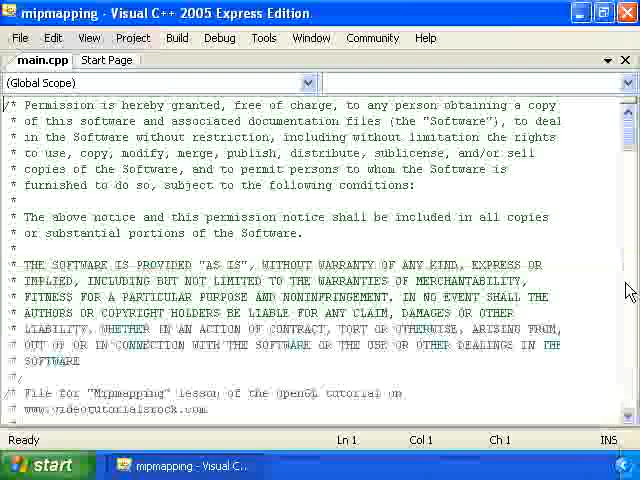 mipmapping - Visual C++ 2005 Express Edition
File Edit View Project Build Debug Tools Window Community Help
main.cpp Start Page
(Global Scope)
/* Permission is hereby granted, free of charge, to any person obtaining a copy
* of this software and associated documentation files (the "Software"), to deal
* in the Software without restriction, including without limitation the rights
* to use, copy, modify, merge, publish, distribute, sublicense, and/or sell
* copies of the Software, and to permit persons to whom the Software is
* furnished to do so, subject to the following conditions:
*
* The above notice and this permission notice shall be included in all copies
* or substantial portions of the Software.
*
* THE SOFTWARE IS PROVIDED "AS IS", WITHOUT WARRANTY OF ANY KIND, EXPRESS OR
* IMPLIED, INCLUDING BUT NOT LIMITED TO THE WARRANTIES OF MERCHANTABILITY,
* FITNESS FOR A PARTICULAR PURPOSE AND NONINFRINGEMENT. IN NO EVENT SHALL THE
* AUTHORS OR COPYRIGHT HOLDERS BE LIABLE FOR ANY CLAIM, DAMAGES OR OTHER
* LIABILITY, WHETHER IN AN ACTION OF CONTRACT, TORT OR OTHERWISE, ARISING FROM,
* OUT OF OR IN CONNECTION WITH THE SOFTWARE OR THE USE OR OTHER DEALINGS IN THE
* SOFTWARE
*/
/* File for "Mipmapping" lesson of the OpenGL tutorial on
* www.videotutorialsrock.com
Ready Ln 1 Col 1 Ch 1 INS
start mipmapping - Visual C...